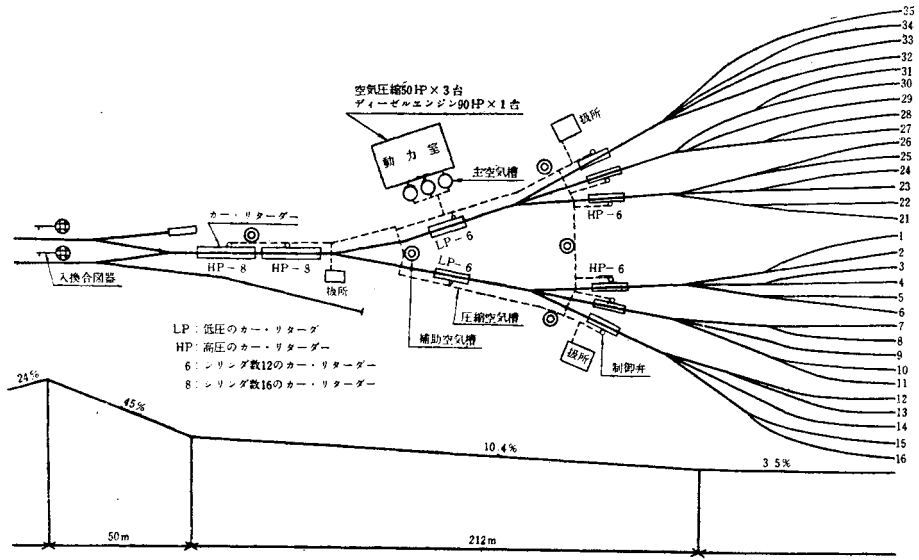 空気圧縮50HP×3台
ディーゼルエンジン90HP×1台
動力室
主空気槽
扱所
カー・リターダー
HP-8
HP-8
扱所
入換合図器
LP-6
LP-6
HP-6
HP-6
圧縮空気槽
補助空気槽
扱所
制御弁
LP:低圧のカー・リターダ
HP:高圧のカー・リターダー
6:シリンダ数12のカー・リターダー
8:シリンダ数16のカー・リターダー
35
34
33
32
31
30
29
28
27
26
25
24
23
22
21
1
2
3
4
5
6
7
8
9
10
11
12
13
14
15
16
24%
45%
10.4%
3.5%
50m
212m